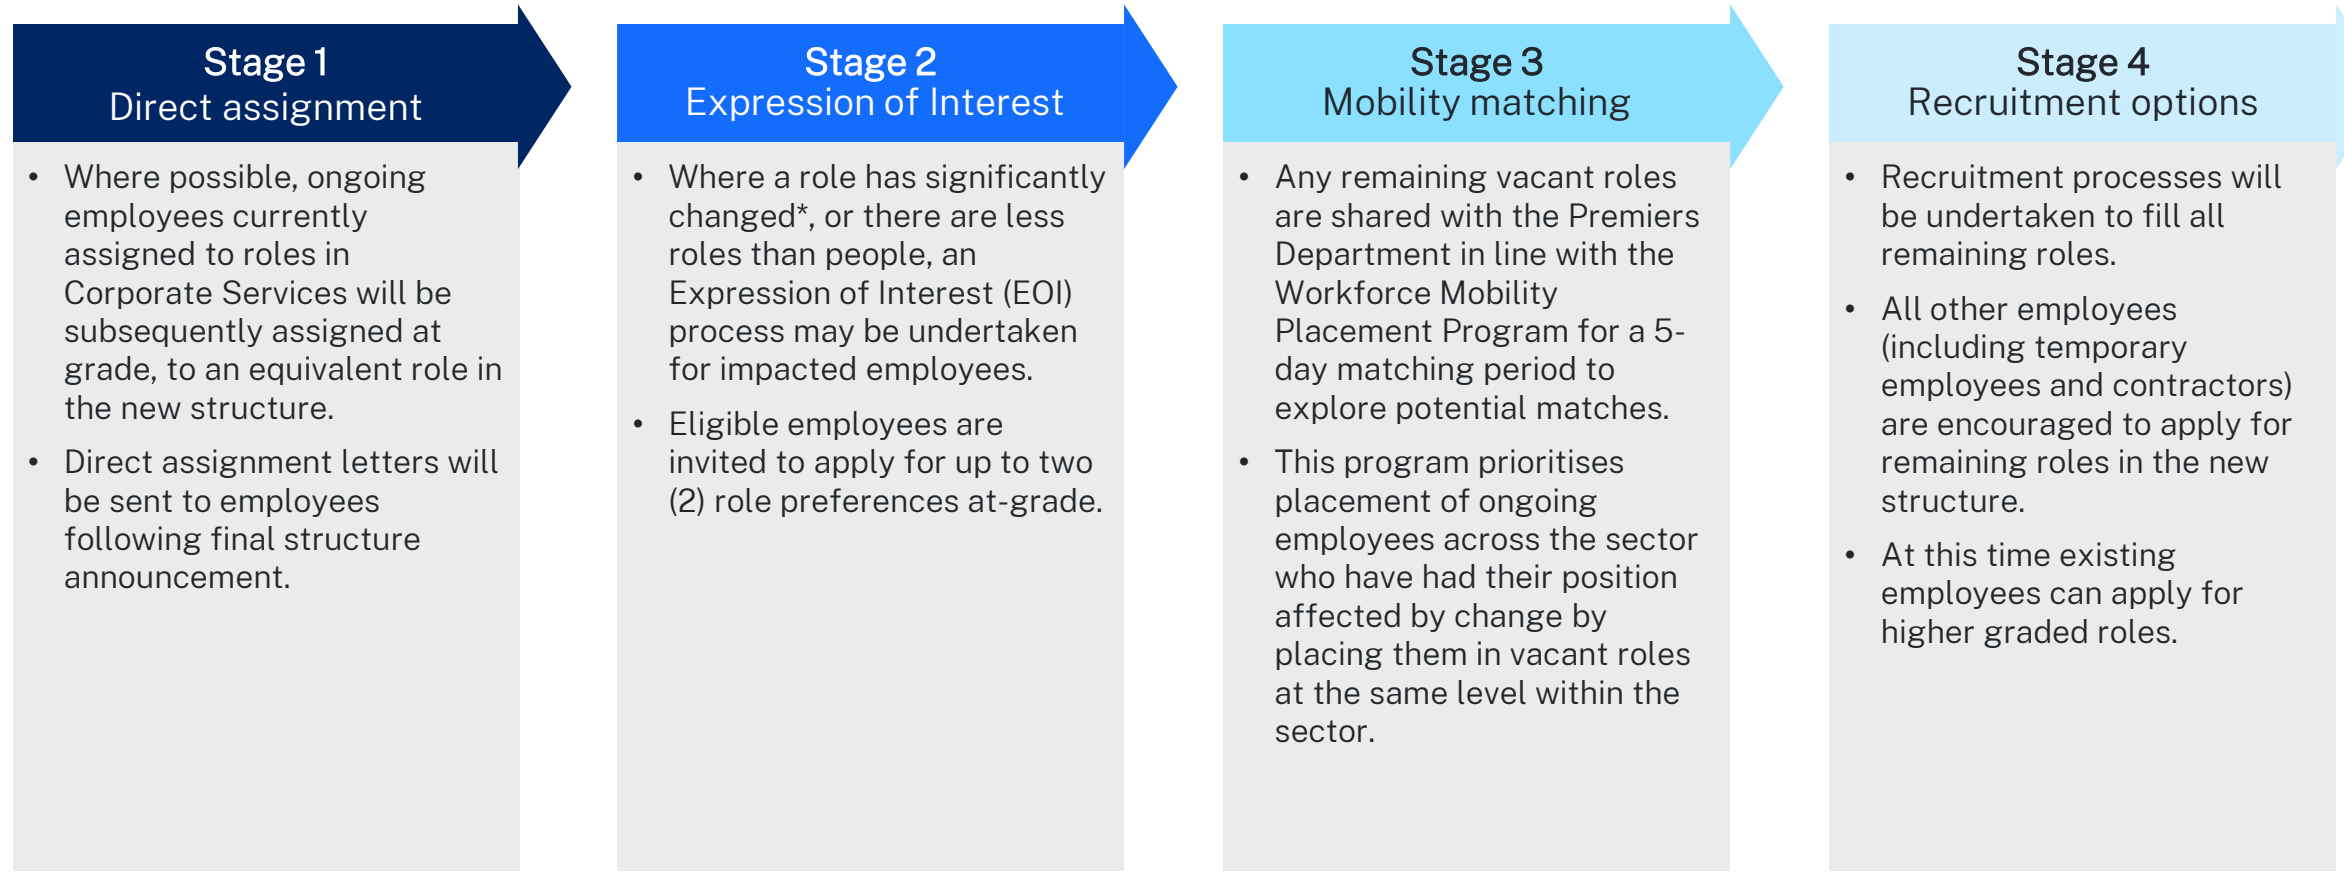 Stage 1
Direct assignment
• Where possible, ongoing
employees currently
assigned to roles in
Corporate Services will be
subsequently assigned at
grade, to an equivalent role in
the new structure.
• Direct assignment letters will
be sent to employees
following final structure
announcement.
Stage 2
Expression of Interest
• Where a role has significantly
changed*, or there are less
roles than people, an
Expression of Interest (EOI)
process may be undertaken
for impacted employees.
• Eligible employees are
invited to apply for up to two
(2) role preferences at-grade.
Stage 3
Mobility matching
• Any remaining vacant roles
are shared with the Premiers
Department in line with the
Workforce Mobility
Placement Program for a 5-
day matching period to
explore potential matches.
• This program prioritises
placement of ongoing
employees across the sector
who have had their position
affected by change by
placing them in vacant roles
at the same level within the
sector.
Stage 4
Recruitment options
• Recruitment processes will
be undertaken to fill all
remaining roles.
• All other employees
(including temporary
employees and contractors)
are encouraged to apply for
remaining roles in the new
structure.
• At this time existing
employees can apply for
higher graded roles.